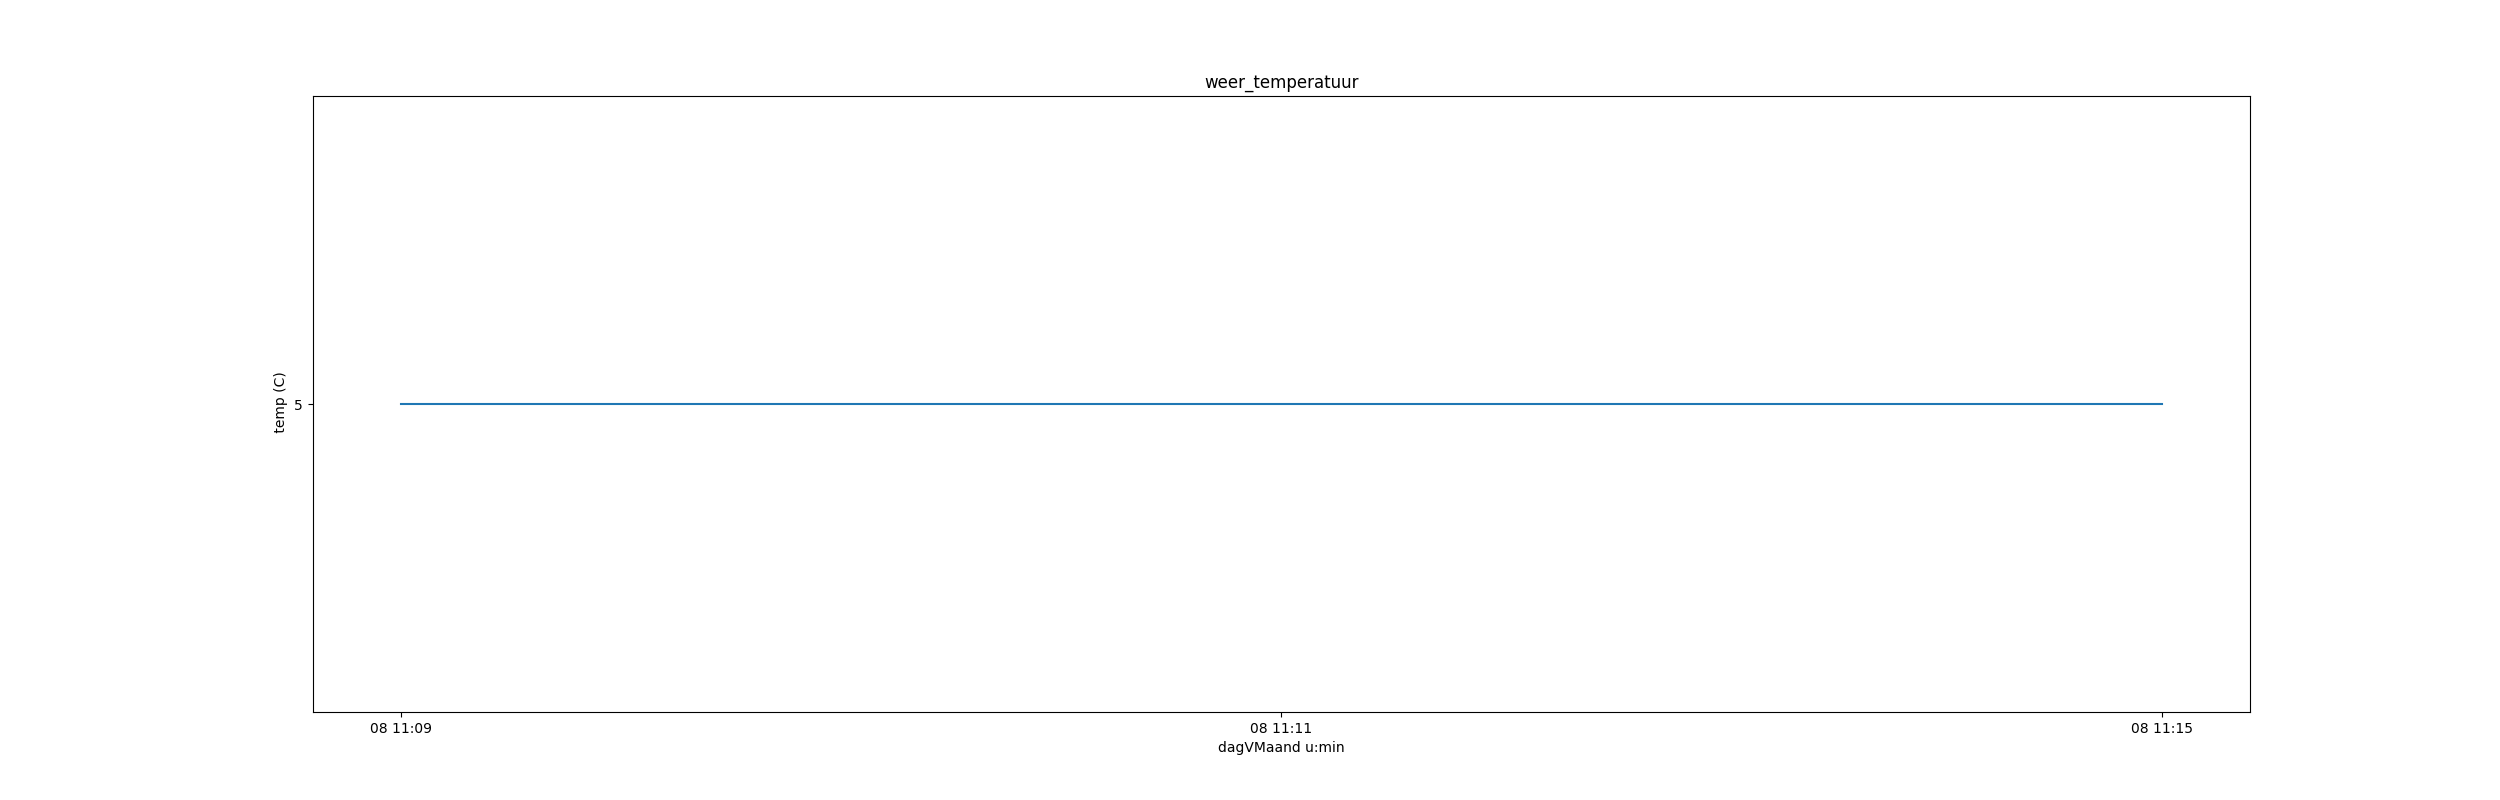 weer_temperatuur
temp (C)
5
08 11:09
08 11:11
08 11:15
dagVMaand u:min